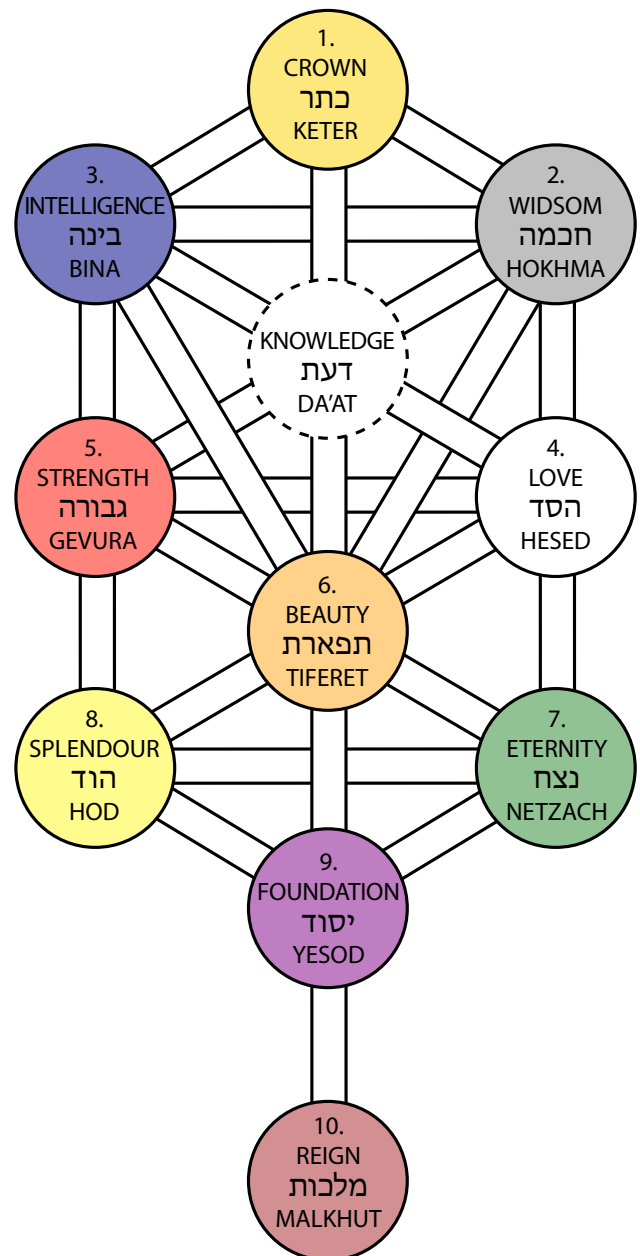 1.
CROWN
כתר
KETER
3.
INTELLIGENCE
בינה
BINA
2.
WIDSOM
חכמה
HOKHMA
KNOWLEDGE
דעת
DA'AT
5.
STRENGTH
גבורה
GEVURA
4.
LOVE
הסד
HESED
6.
BEAUTY
תפארת
TIFERET
8.
SPLENDOUR
הוד
HOD
7.
ETERNITY
נצח
NETZACH
9.
FOUNDATION
יסוד
YESOD
10.
REIGN
מלכות
MALKHUT